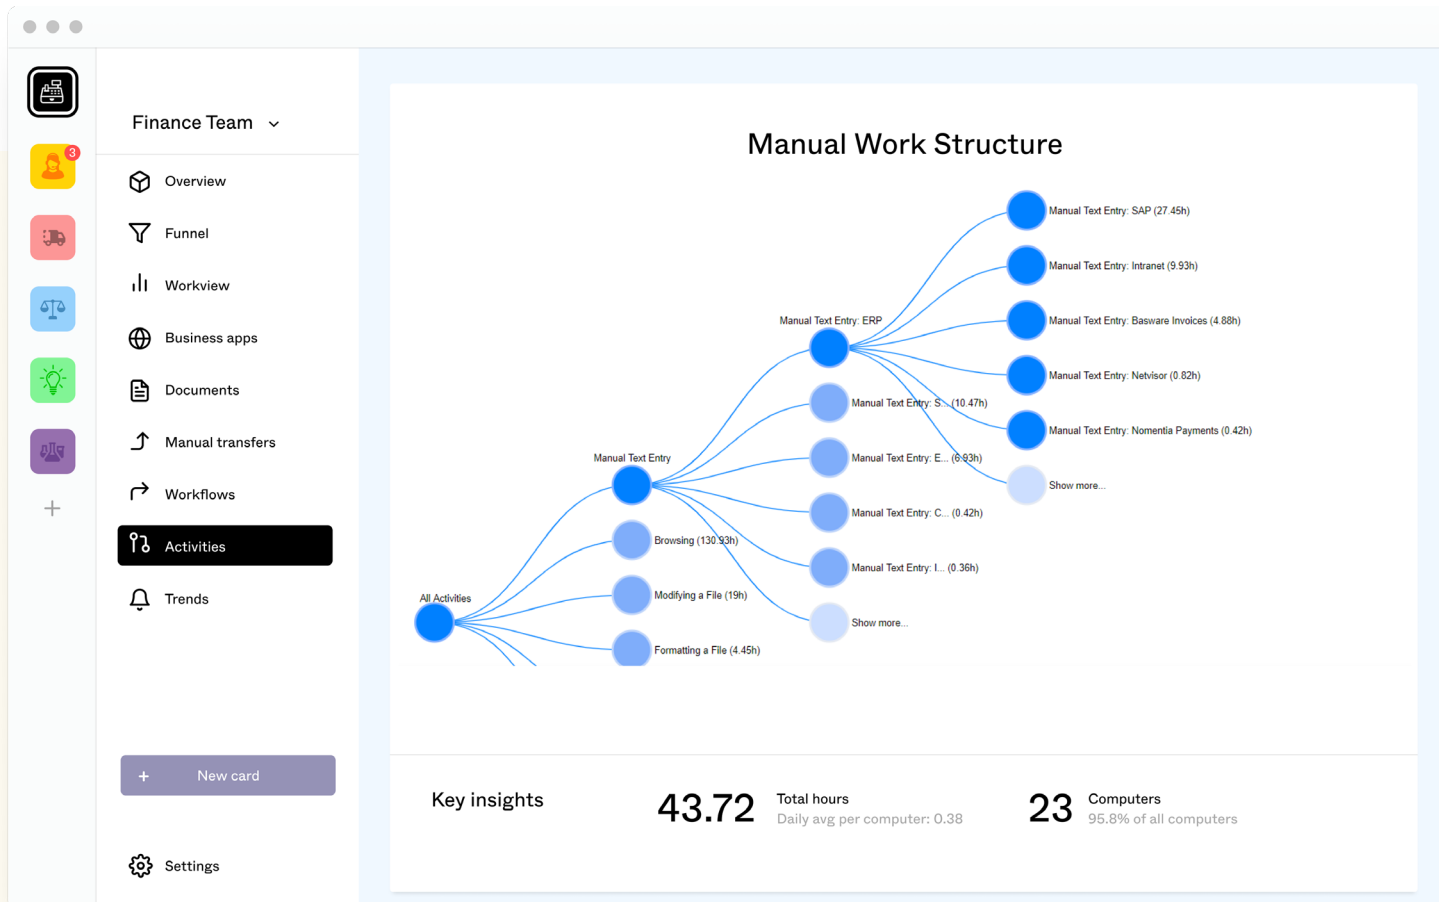 3
Finance Team
Overview
Funnel
Workview
Business apps
Documents
Manual transfers
Workflows
Activities
Trends
+ New card
Settings
Manual Work Structure
All Activities
Manual Text Entry
Browsing (130.93h)
Modifying a File (19h)
Formatting a File (4.45h)
Manual Text Entry: ERP
Manual Text Entry: S... (10.47h)
Manual Text Entry: E... (6.93h)
Manual Text Entry: C... (0.42h)
Manual Text Entry: I... (0.36h)
Show more...
Manual Text Entry: SAP (27.45h)
Manual Text Entry: Intranet (9.93h)
Manual Text Entry: Basware Invoices (4.88h)
Manual Text Entry: Netvisor (0.82h)
Manual Text Entry: Nomentia Payments (0.42h)
Show more...
Key insights
43.72
Total hours
Daily avg per computer: 0.38
23
Computers
95.8% of all computers